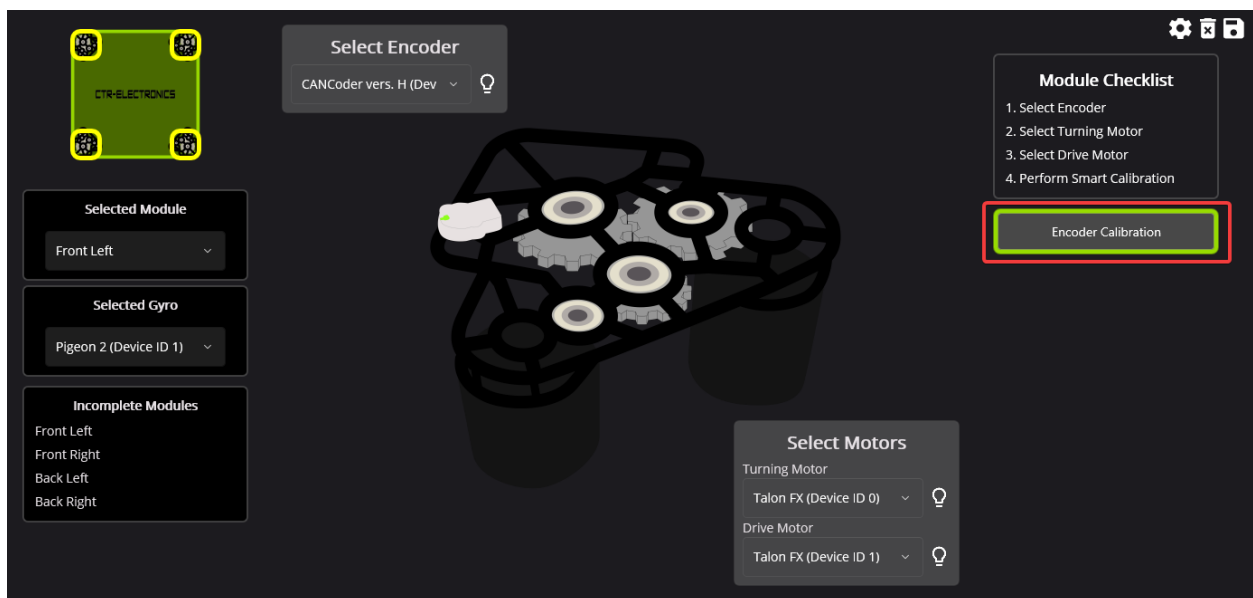 CTR-ELECTRONICS
Selected Module
Front Left
Selected Gyro
Pigeon 2 (Device ID 1)
Incomplete Modules
Front Left
Front Right
Back Left
Back Right
Select Encoder
CANCoder vers. H (Dev
Select Motors
Turning Motor
Talon FX (Device ID 0)
Drive Motor
Talon FX (Device ID 1)
Module Checklist
1. Select Encoder
2. Select Turning Motor
3. Select Drive Motor
4. Perform Smart Calibration
Encoder Calibration